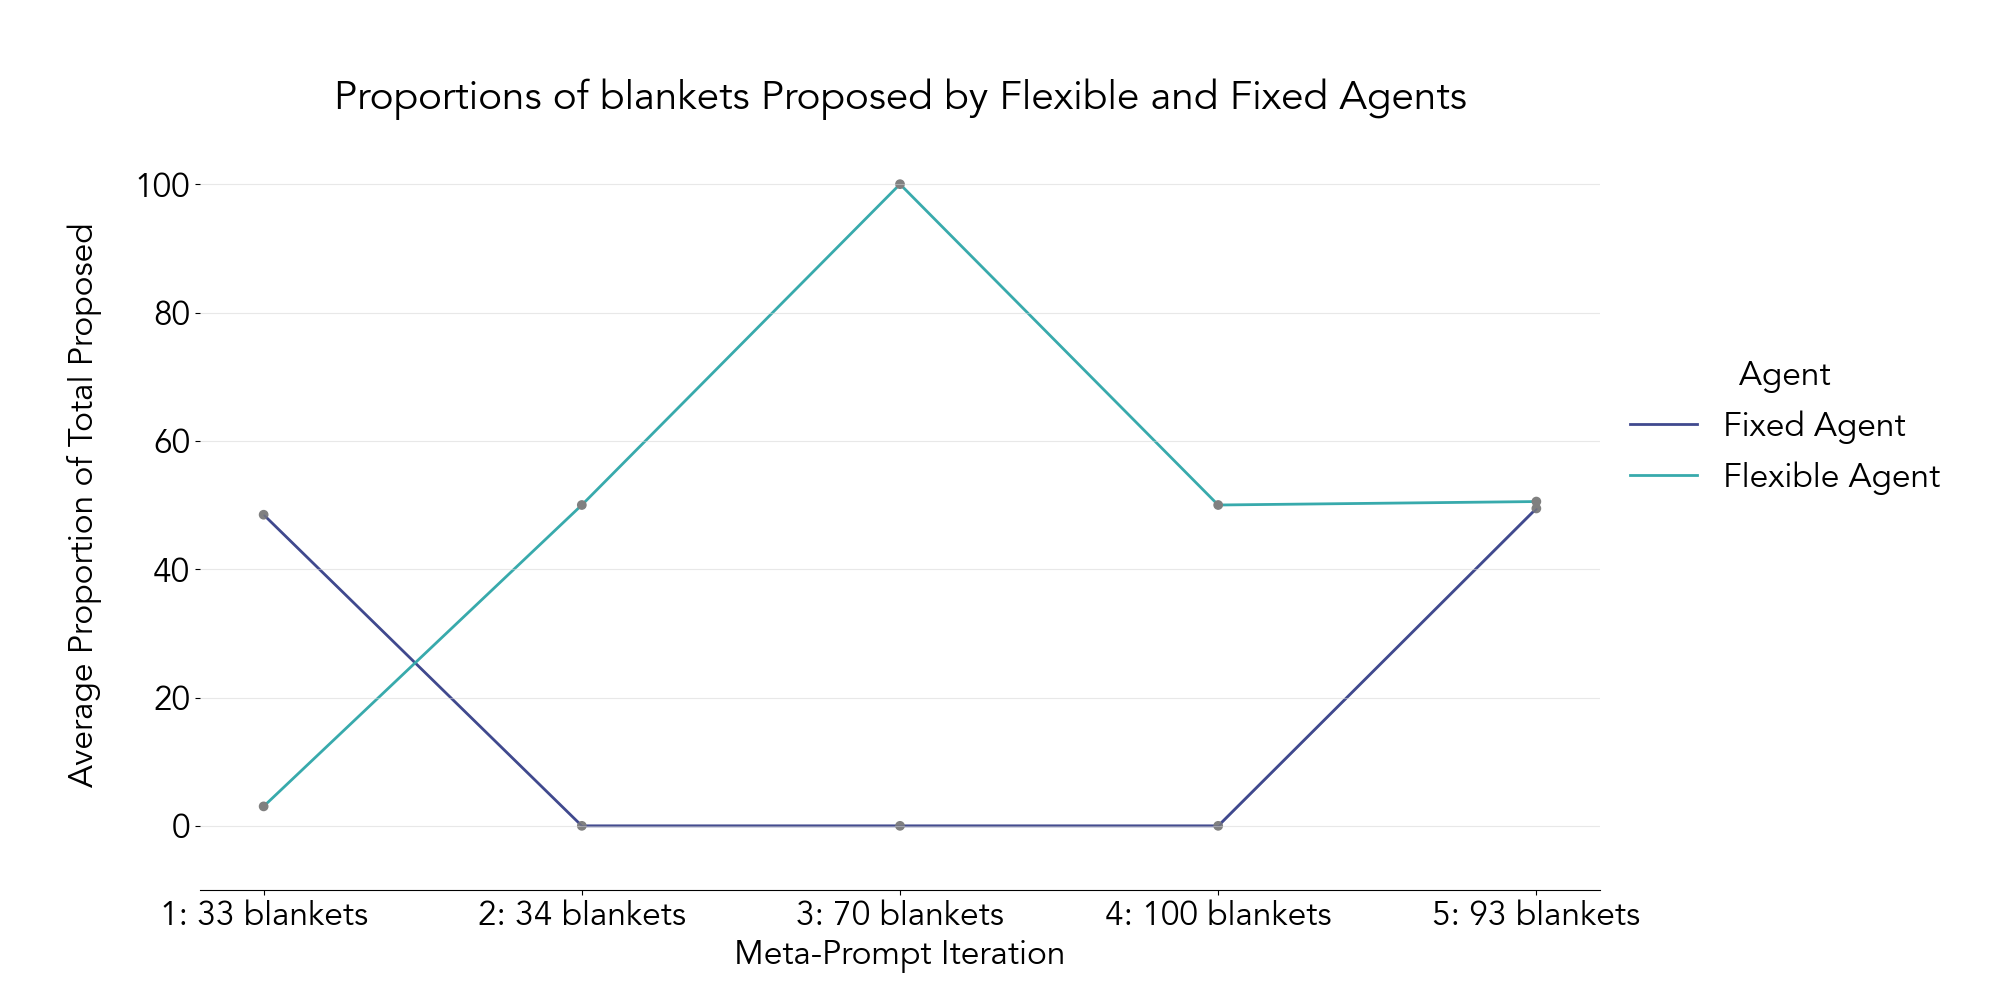 Proportions of blankets Proposed by Flexible and Fixed Agents
Average Proportion of Total Proposed
100
80
60
40
20
0
1: 33 blankets
2: 34 blankets
3: 70 blankets
4: 100 blankets
5: 93 blankets
Meta-Prompt Iteration
Agent
Fixed Agent
Flexible Agent